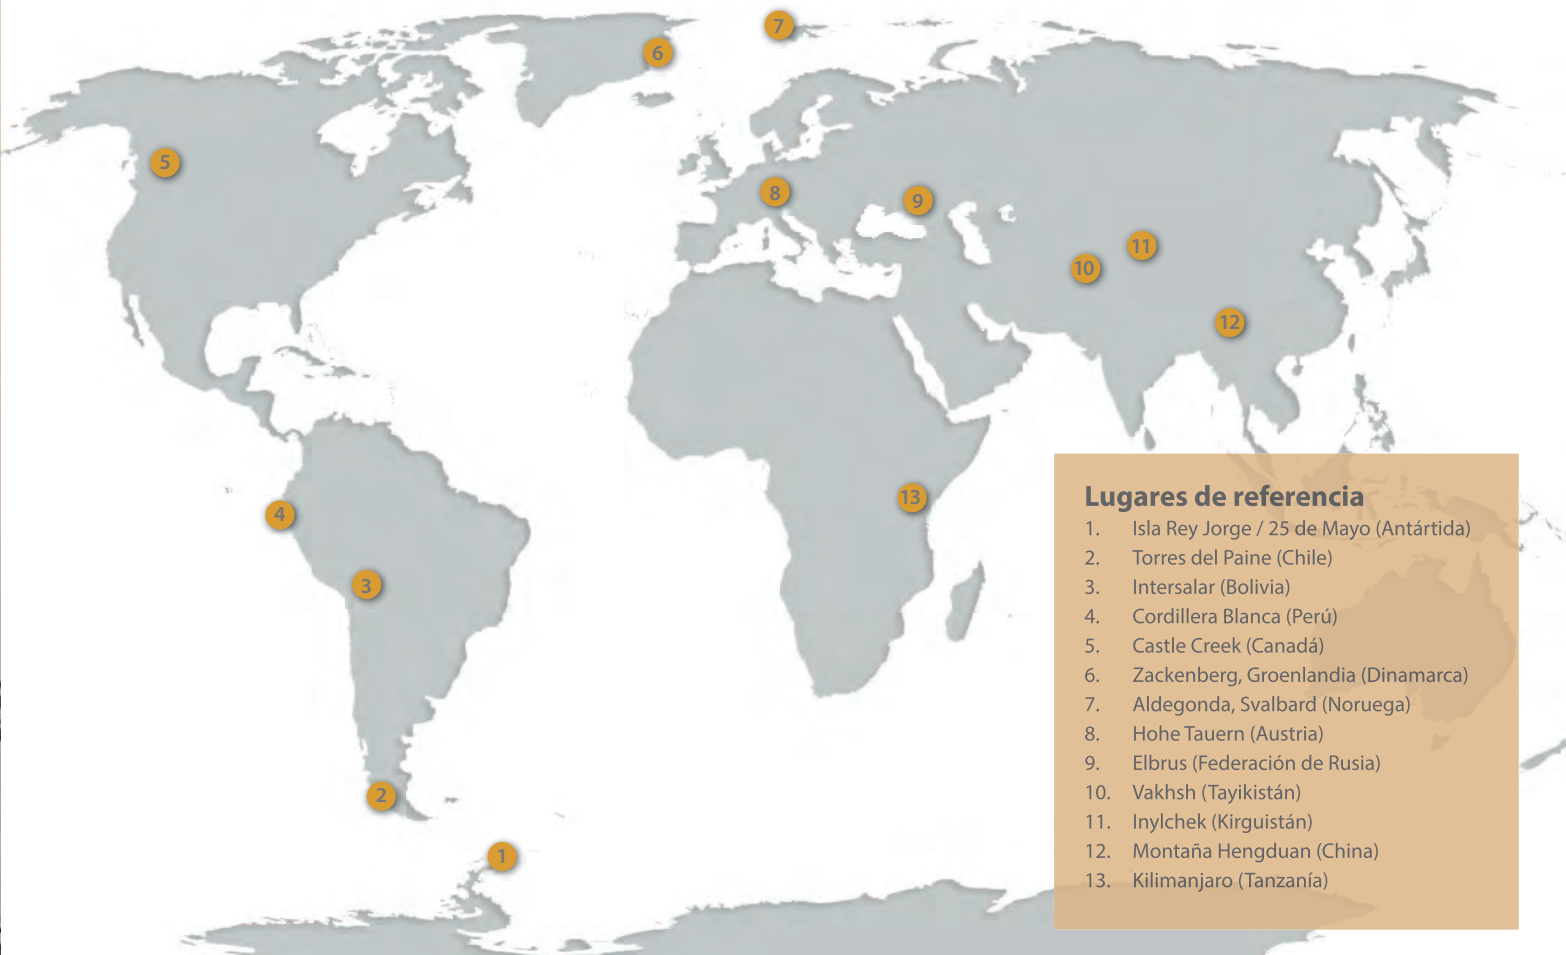 7
6
5
8
9
11
10
12
13
4
3
2
1
Lugares de referencia
1. Isla Rey Jorge / 25 de Mayo (Antártida)
2. Torres del Paine (Chile)
3. Intersalar (Bolivia)
4. Cordillera Blanca (Perú)
5. Castle Creek (Canadá)
6. Zackenberg, Groenlandia (Dinamarca)
7. Aldegonda, Svalbard (Noruega)
8. Hohe Tauern (Austria)
9. Elbrus (Federación de Rusia)
10. Vakhsh (Tayikistán)
11. Inylchek (Kirguistán)
12. Montaña Hengduan (China)
13. Kilimanjaro (Tanzanía)